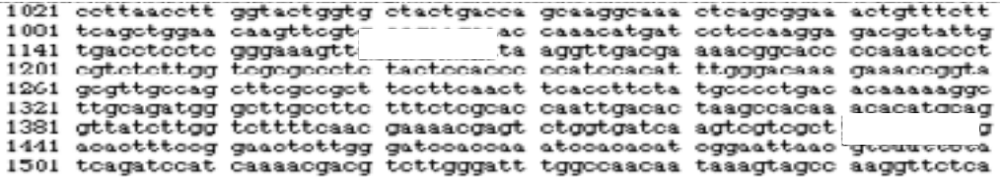 1021 ccttaacctt ggtactggtg ctactgacca gcaaggcaaa ctcagcggaa actgtttctt
1081 tcagctggaa caagttcgt ac caaacatgat cctccaagga gacgctattg
1141 tgacctcctc gggaaagtt ta aggttgacga aaacggcacc ccaaaaccct
1201 cgtctcttgg tcgcgccctc tactccaccc ccatccacat ttgggacaaa gaaaccggta
1261 gcgttgccag cttcgccgct tccttcaact tcaccttcta tgcccctgac acaaaaaggc
1321 ttgcagatgg gcttgccttc tttctcgcac caattgacac taagccacaa acacatgcag
1381 gttatcttgg tcttttcaac gaaaacgagt ctggtgatca agtcgtcgct g
1441 acactttccg gaactcttgg gatccaccaa atccacacat cggaattaac
1501 tcagatccat caaaacgacg tcttgggatt tggccaacaa taaagtagcc aaggttctca